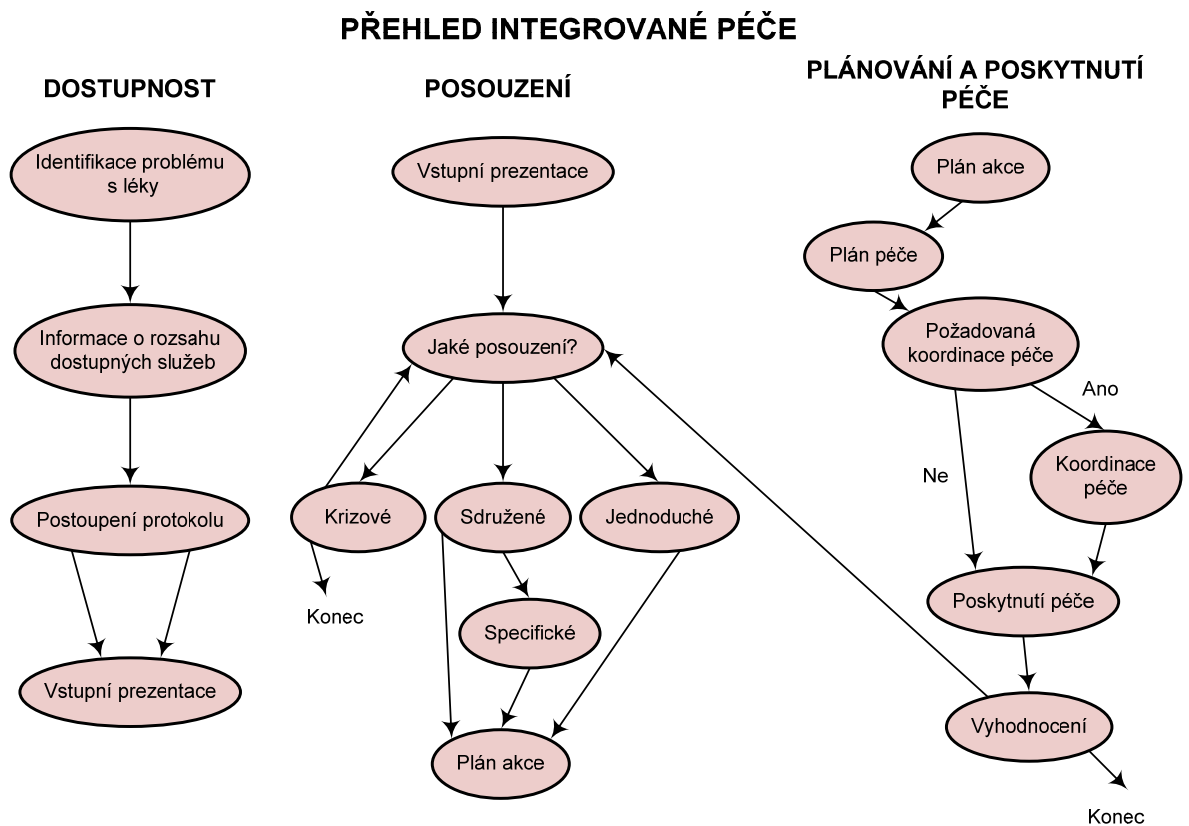 PŘEHLED INTEGROVANÉ PÉČE
DOSTUPNOST
Identifikace problému
s léky
Informace o rozsahu
dostupných služeb
Postoupení protokolu
Vstupní prezentace
POSOUZENÍ
Vstupní prezentace
Jaké posouzení?
Krizové
Sdružené
Jednoduché
Konec
Specifické
Plán akce
PLÁNOVÁNÍ A POSKYTNUTÍ
PÉČE
Plán akce
Plán péče
Požadovaná
koordinace péče
Ano
Ne
Koordinace
péče
Poskytnutí péče
Vyhodnocení
Konec